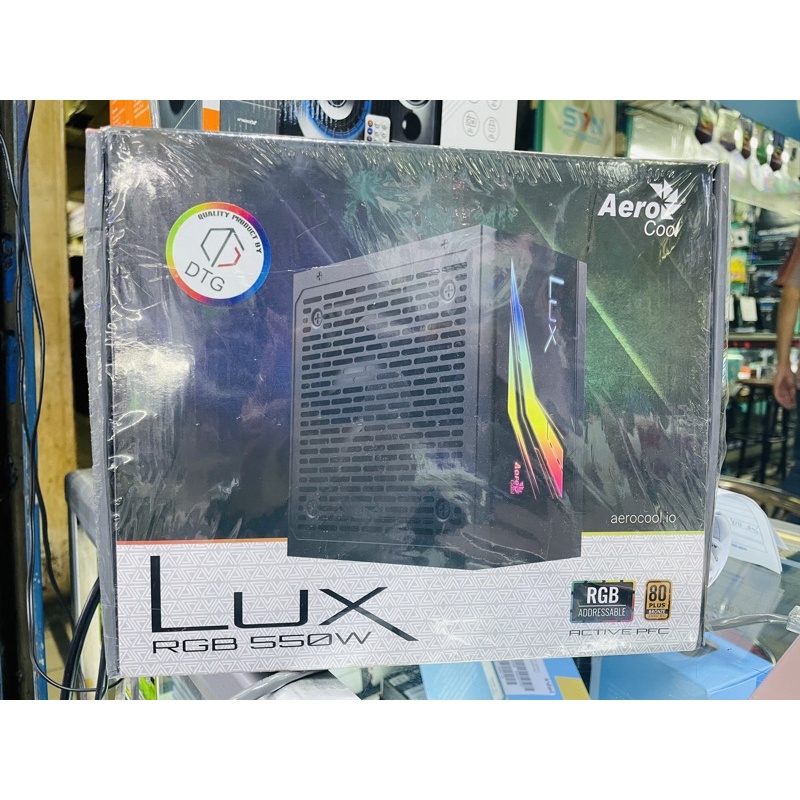 QUALITY PRODUCT BY
DTG
Aero
Cool
LUX
Aero
aerocool.io
LUX
RGB 550W
RGB
ADDRESSABLE
80
PLUS
BRONZE
ACTIVE PFC